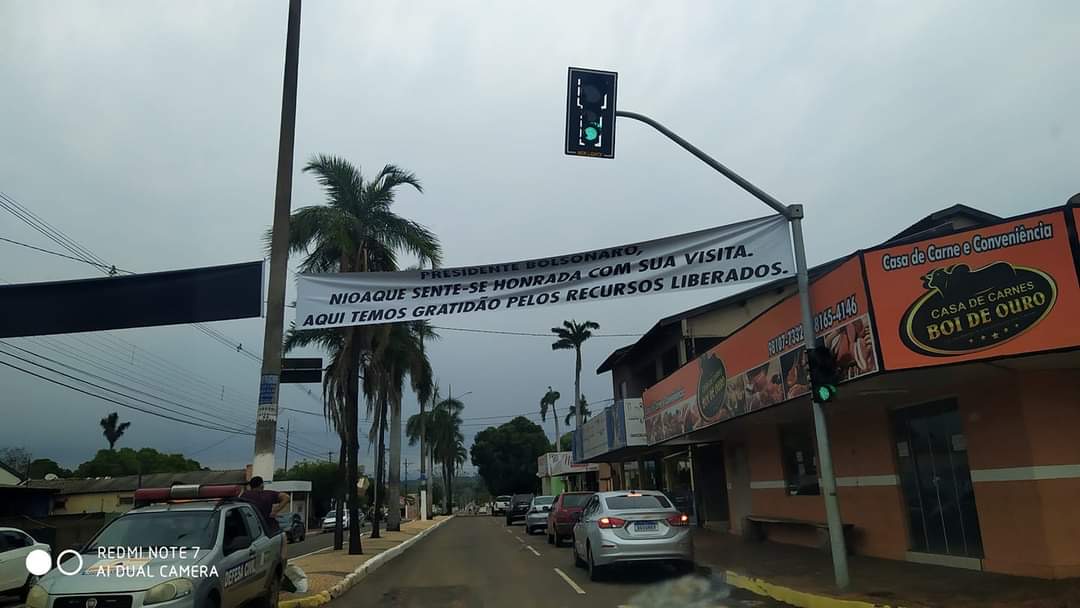 PRESIDENTE BOLSONARO,
NIOAQUE SENTE-SE HONRADA COM SUA VISITA.
AQUI TEMOS GRATIDÃO PELOS RECURSOS LIBERADOS.
Casa de Carne e Conveniência
CASA DE CARNES
BOI DE OURO
8165-4146
DEFESA CIVIL
REDMI NOTE 7
AI DUAL CAMERA